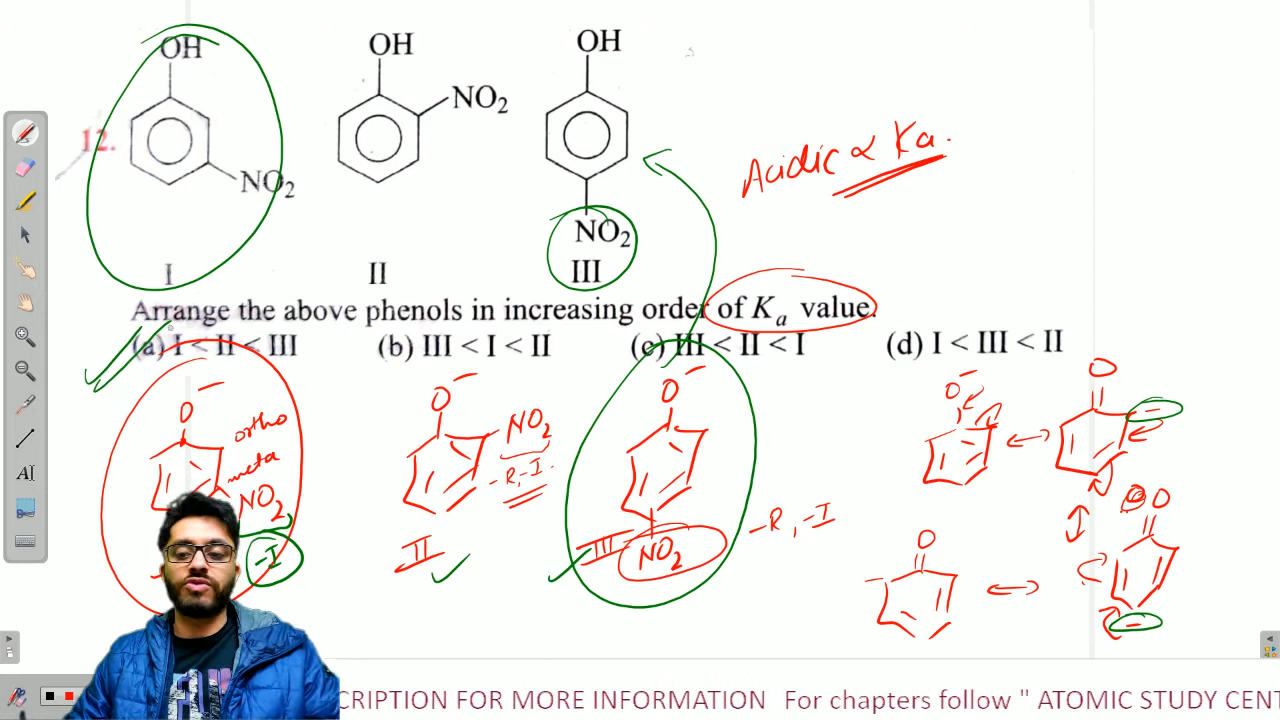 OH OH OH
12. NO2 NO2
NO2
I II III
Acidic ∝ Ka.
Arrange the above phenols in increasing order of Ka value.
(a) I < II < III (b) III < I < II (c) III < II < I (d) I < III < II
O−
ortho
meta
NO2
-I
O−
NO2
-R,-I.
II
O−
III NO2
-R, -I
O− ↔ O −
O
−
↔
O
−
AI
CRIPTION FOR MORE INFORMATION For chapters follow " ATOMIC STUDY CENT